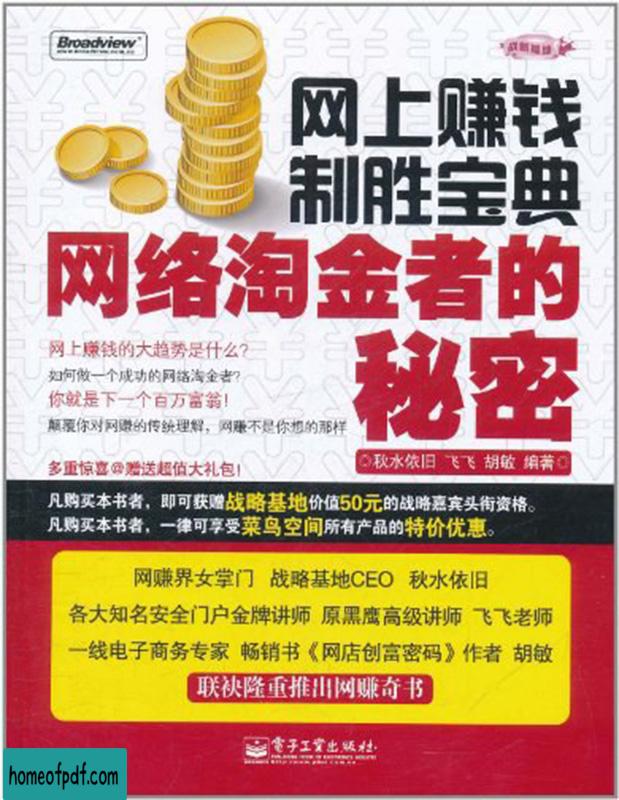 Broadview®
网上赚钱
制胜宝典
网络淘金者的
秘密
网上赚钱的大趋势是什么?
如何做一个成功的网络淘金者?
你就是下一个百万富翁!
颠覆你对网赚的传统理解,网赚不是你想的那样
◎秋水依旧 飞飞 胡敏 编著◎
多重惊喜@赠送超值大礼包!
凡购买本书者,即可获赠战略基地价值50元的战略嘉宾头衔资格。
凡购买本书者,一律可享受菜鸟空间所有产品的特价优惠。
网赚界女掌门 战略基地CEO 秋水依旧
各大知名安全门户金牌讲师 原黑鹰高级讲师 飞飞老师
一线电子商务专家 畅销书《网店创富密码》作者 胡敏
联袂隆重推出网赚奇书
电子工业出版社
Publishing House of Electronics Industry
homeofpdf.com